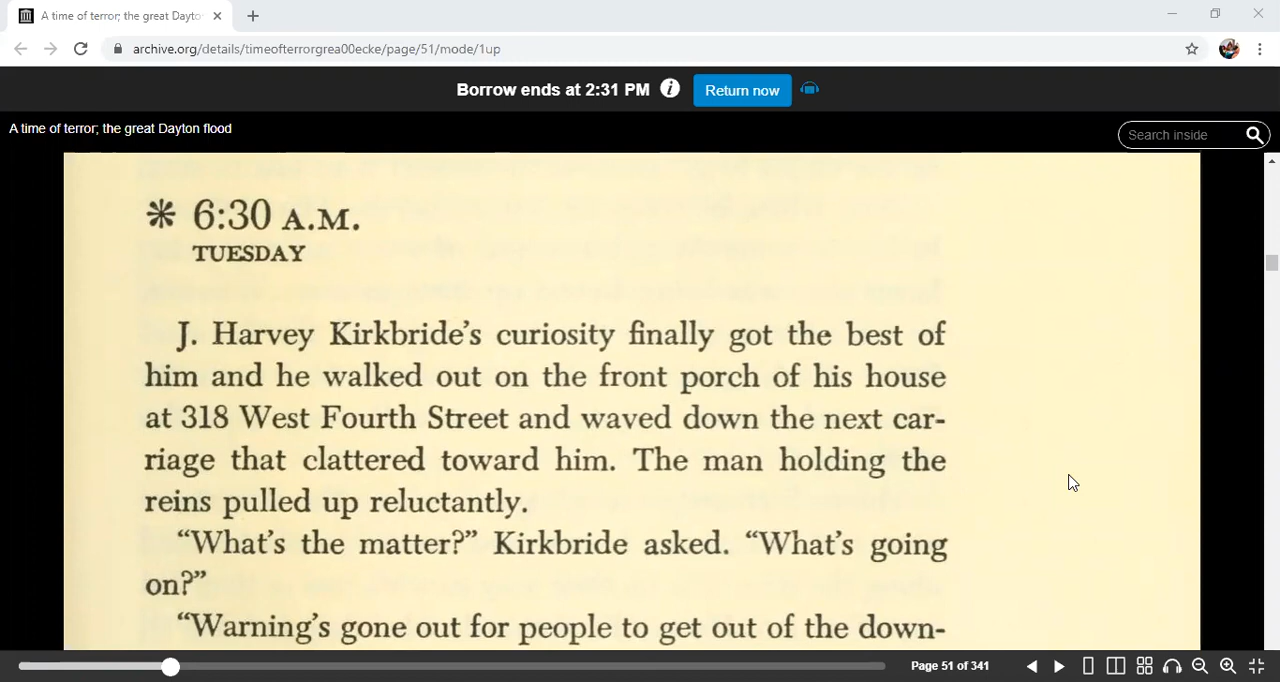 A time of terror; the great Dayto
archive.org/details/timeofterrorgrea00ecke/page/51/mode/1up
Borrow ends at 2:31 PM i Return now
A time of terror; the great Dayton flood
Search inside
* 6:30 A.M.
TUESDAY
J. Harvey Kirkbride’s curiosity finally got the best of
him and he walked out on the front porch of his house
at 318 West Fourth Street and waved down the next car-
riage that clattered toward him. The man holding the
reins pulled up reluctantly.
“What’s the matter?” Kirkbride asked. “What’s going
on?”
“Warning’s gone out for people to get out of the down-
Page 51 of 341